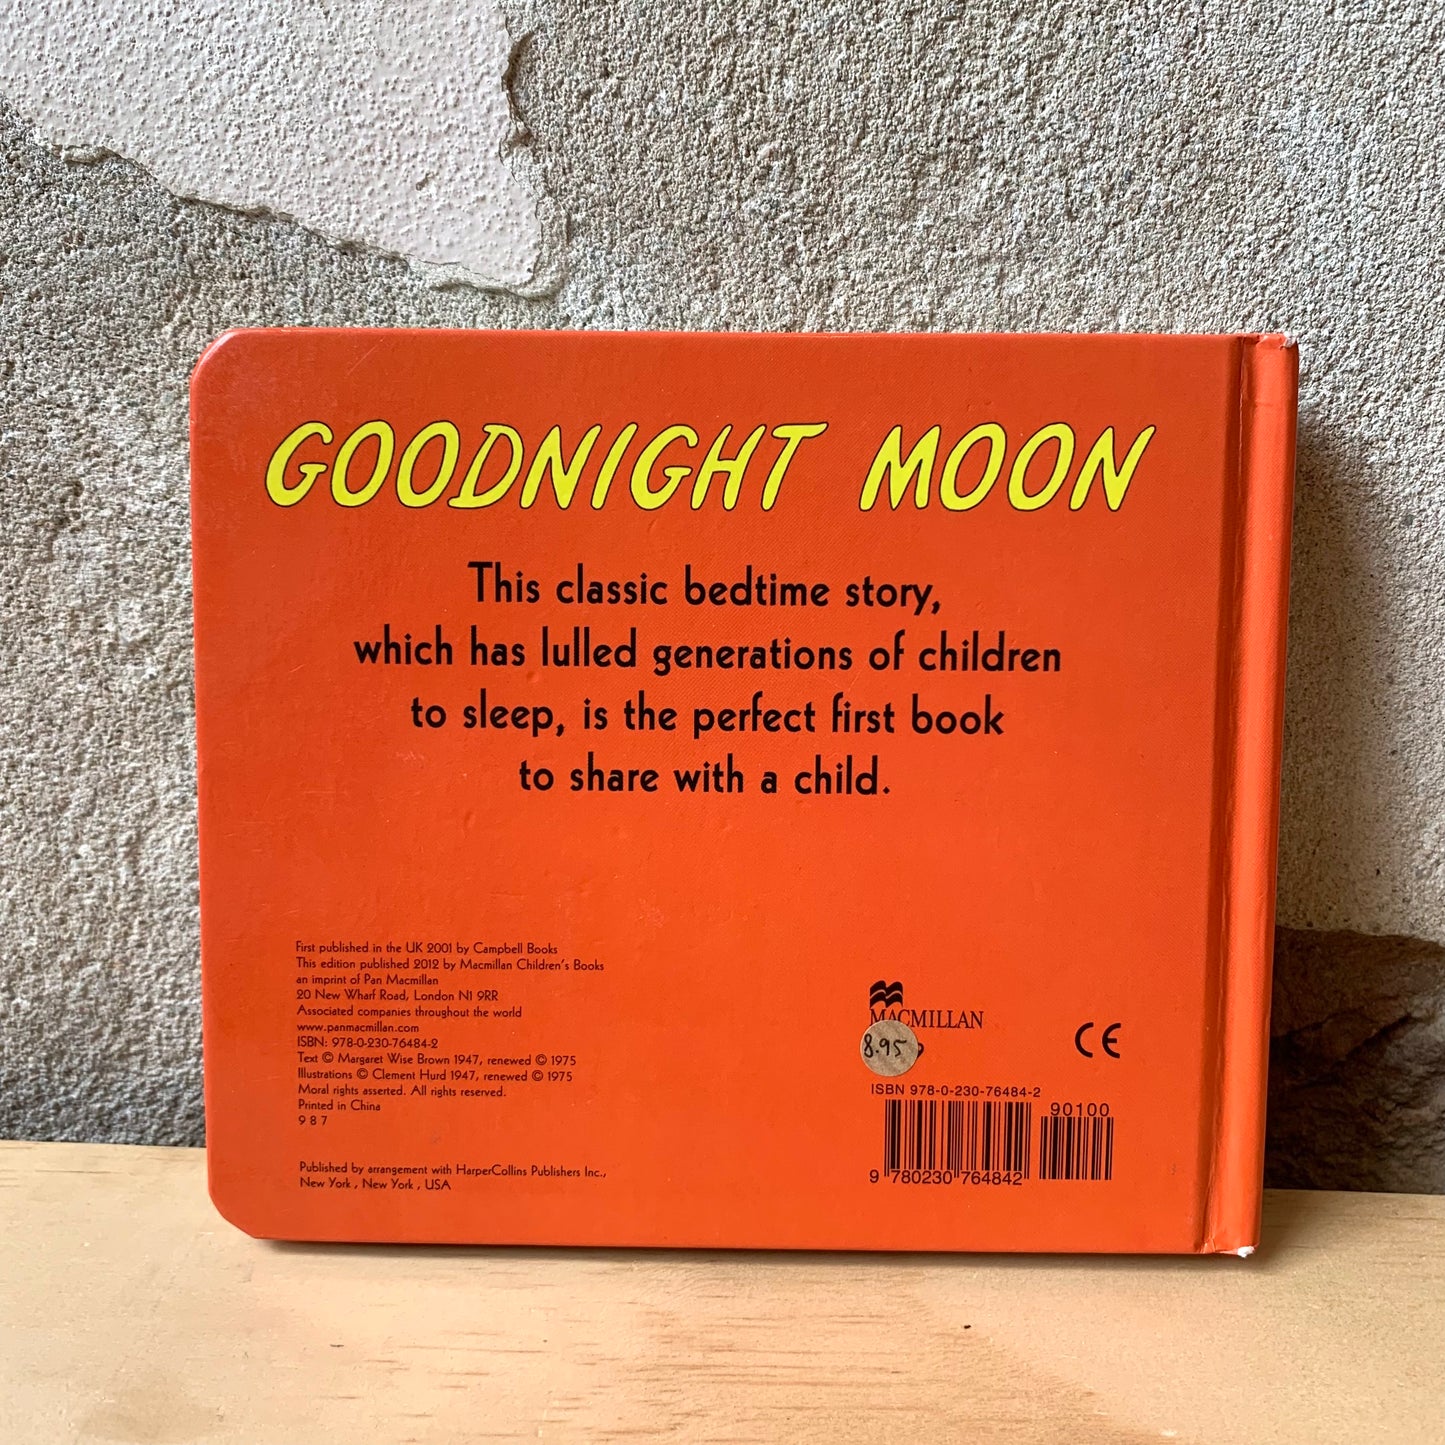 GOODNIGHT MOON
This classic bedtime story,
which has lulled generations of children
to sleep, is the perfect first book
to share with a child.
First published in the UK 2001 by Campbell Books
This edition published 2012 by Macmillan Children's Books
an imprint of Pan Macmillan
20 New Wharf Road, London N1 9RR
Associated companies throughout the world
www.panmacmillan.com
ISBN: 978-0-230-76484-2
Text © Margaret Wise Brown 1947, renewed © 1975
Illustrations © Clement Hurd 1947, renewed © 1975
Moral rights asserted. All rights reserved.
Printed in China
9 8 7
Published by arrangement with HarperCollins Publishers Inc.,
New York , New York , USA
MACMILLAN
8.95
CE
ISBN 978-0-230-76484-2
90100
9 780230 764842